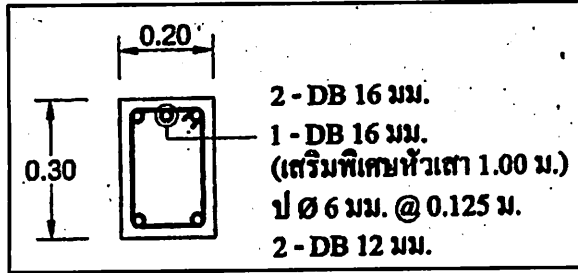 0.20
0.30
2 - DB 16 มม.
1 - DB 16 มม.
(เสริมพิเศษหัวเสา 1.00 ม.)
ป Ø 6 มม. @ 0.125 ม.
2 - DB 12 มม.